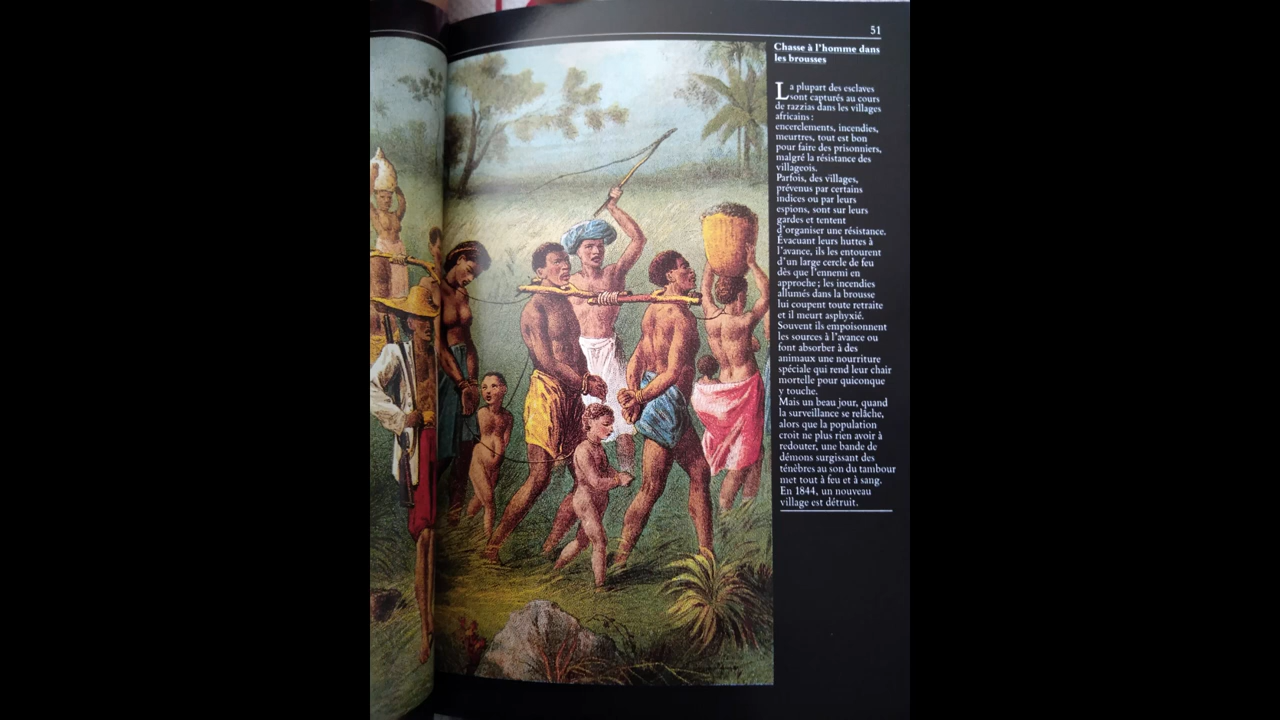 51
Chasse à l'homme dans
les brousses
La plupart des esclaves
sont capturés au cours
de razzias dans les villages
africains :
encerclements, incendies,
meurtres, tout est bon
pour faire des prisonniers,
malgré la résistance des
villageois.
Parfois, des villages,
prévenus par certains
indices ou par leurs
espions, sont sur leurs
gardes et tentent
d'organiser une résistance.
Évacuant leurs huttes à
l'avance, ils les entourent
d'un large cercle de feu
dès que l'ennemi en
approche ; les incendies
allumés dans la brousse
lui coupent toute retraite
et il meurt asphyxié.
Souvent ils empoisonnent
les sources à l'avance ou
font absorber à des
animaux une nourriture
spéciale qui rend leur chair
mortelle pour quiconque
y touche.
Mais un beau jour, quand
la surveillance se relâche,
alors que la population
croit ne plus rien avoir à
redouter, une bande de
démons surgissant des
ténèbres au son du tambour
met tout à feu et à sang.
En 1844, un nouveau
village est détruit.